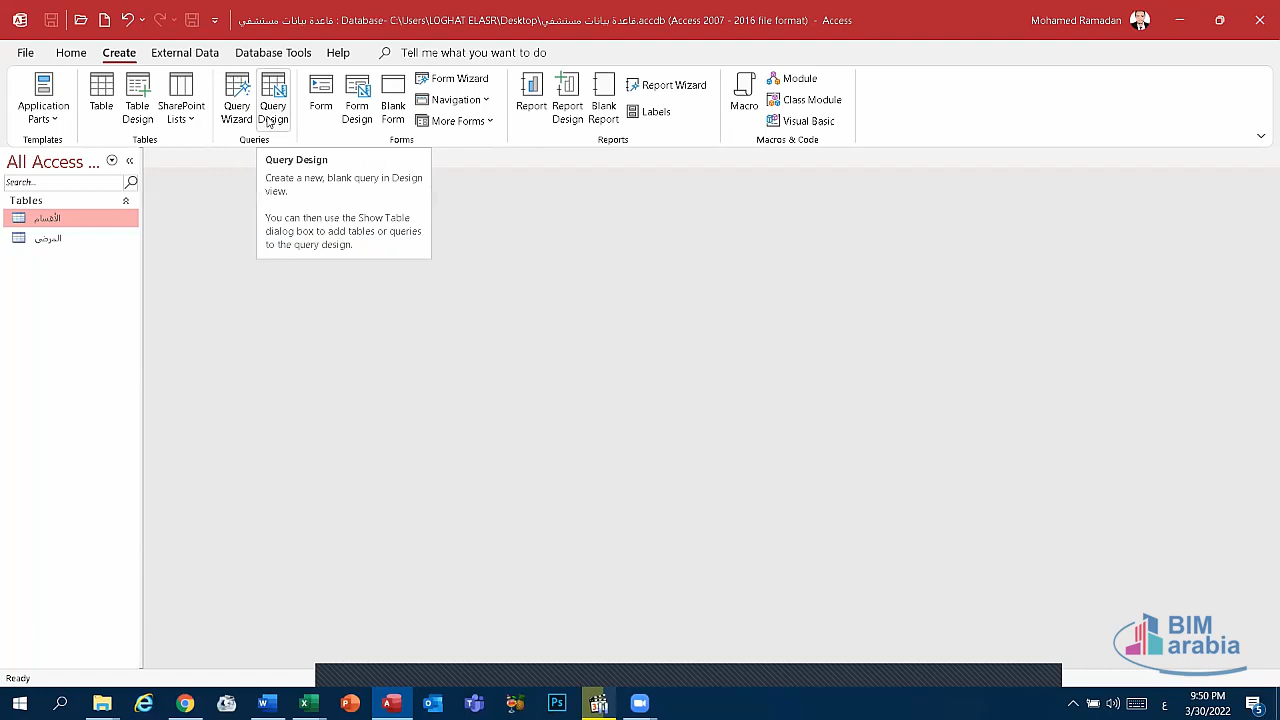 قاعدة بيانات مستشفي : Database- C:\Users\LOGHAT ELASR\Desktop\قاعدة بيانات مستشفي.accdb (Access 2007 - 2016 file format) - Access
Mohamed Ramadan
File Home Create External Data Database Tools Help Tell me what you want to do
Application Parts
Templates
Table
Table Design
SharePoint Lists
Tables
Query Wizard
Query Design
Queries
Form
Form Design
Blank Form
Form Wizard
Navigation
More Forms
Forms
Report
Report Design
Blank Report
Report Wizard
Labels
Reports
Macro
Module
Class Module
Visual Basic
Macros & Code
All Access ...
Search...
Tables
الأقسام
المرضى
Query Design
Create a new, blank query in Design
view.
You can then use the Show Table
dialog box to add tables or queries
to the query design.
BIM
arabia
Ready
Ps
ع
9:50 PM
3/30/2022
5